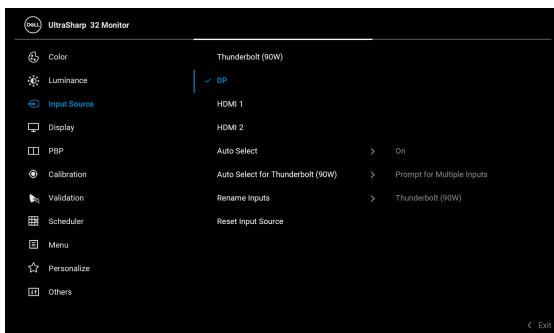 DELL UltraSharp 32 Monitor
Color
Luminance
Input Source
Display
PBP
Calibration
Validation
Scheduler
Menu
Personalize
Others
Thunderbolt (90W)
DP
HDMI 1
HDMI 2
Auto Select > On
Auto Select for Thunderbolt (90W) > Prompt for Multiple Inputs
Rename Inputs > Thunderbolt (90W)
Reset Input Source
< Exit